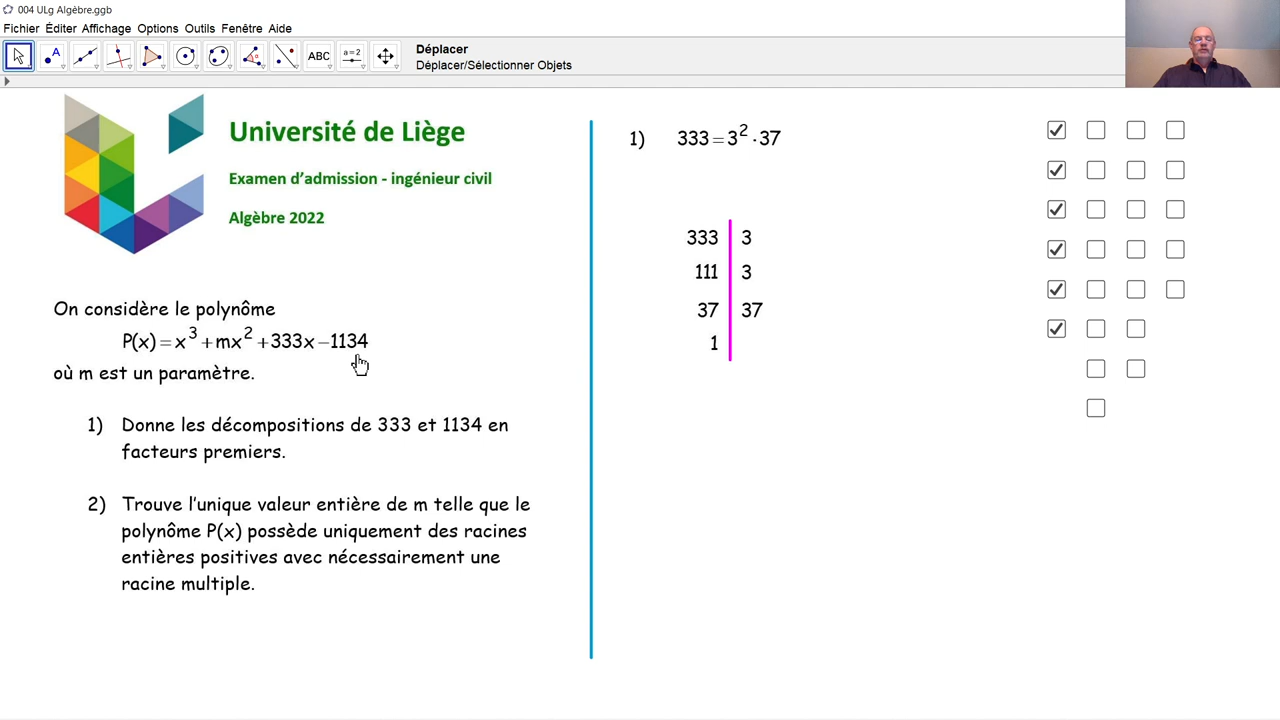 004 ULg Algèbre.ggb
Fichier Éditer Affichage Options Outils Fenêtre Aide
A
ABC
a=2
Déplacer
Déplacer/Sélectionner Objets
Université de Liège
Examen d'admission - ingénieur civil
Algèbre 2022
On considère le polynôme
P(x) = x³ + mx² + 333x − 1134
où m est un paramètre.
1) Donne les décompositions de 333 et 1134 en
facteurs premiers.
2) Trouve l'unique valeur entière de m telle que le
polynôme P(x) possède uniquement des racines
entières positives avec nécessairement une
racine multiple.
1) 333 = 3² · 37
333 3
111 3
37 37
1